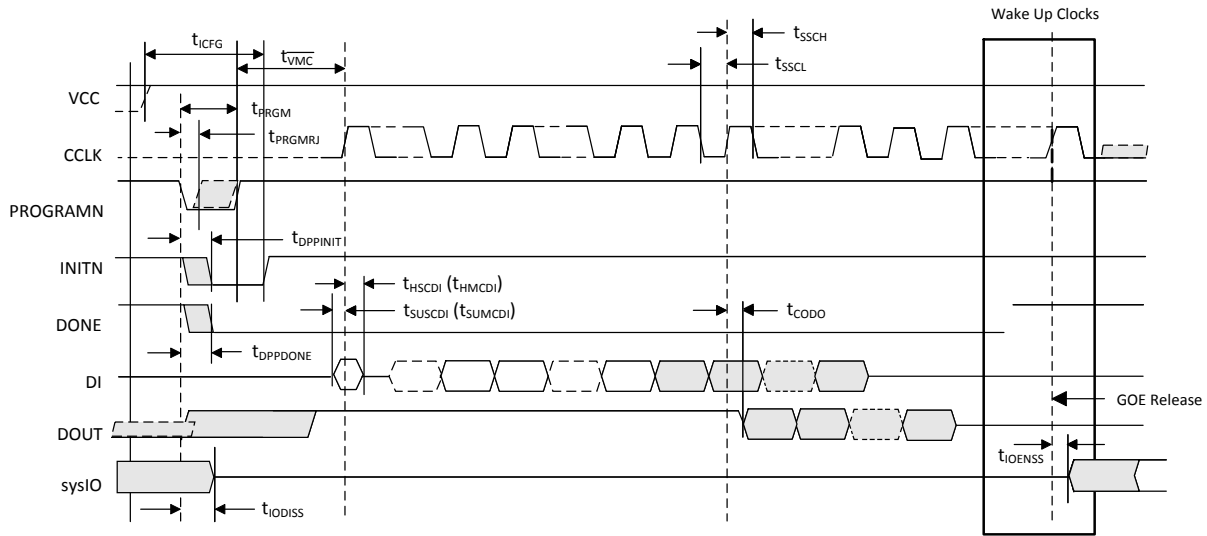 Wake Up Clocks
tICFG
tVMC
tSSCH
tSSCL
VCC
tPRGM
tPRGMRJ
CCLK
PROGRAMN
tDPPINIT
INITN
tHSCDI (tHMCDI)
tSUSCDI (tSUMCDI)
tCODO
DONE
tDPPDONE
DI
GOE Release
DOUT
tIOENSS
sysIO
tIODISS